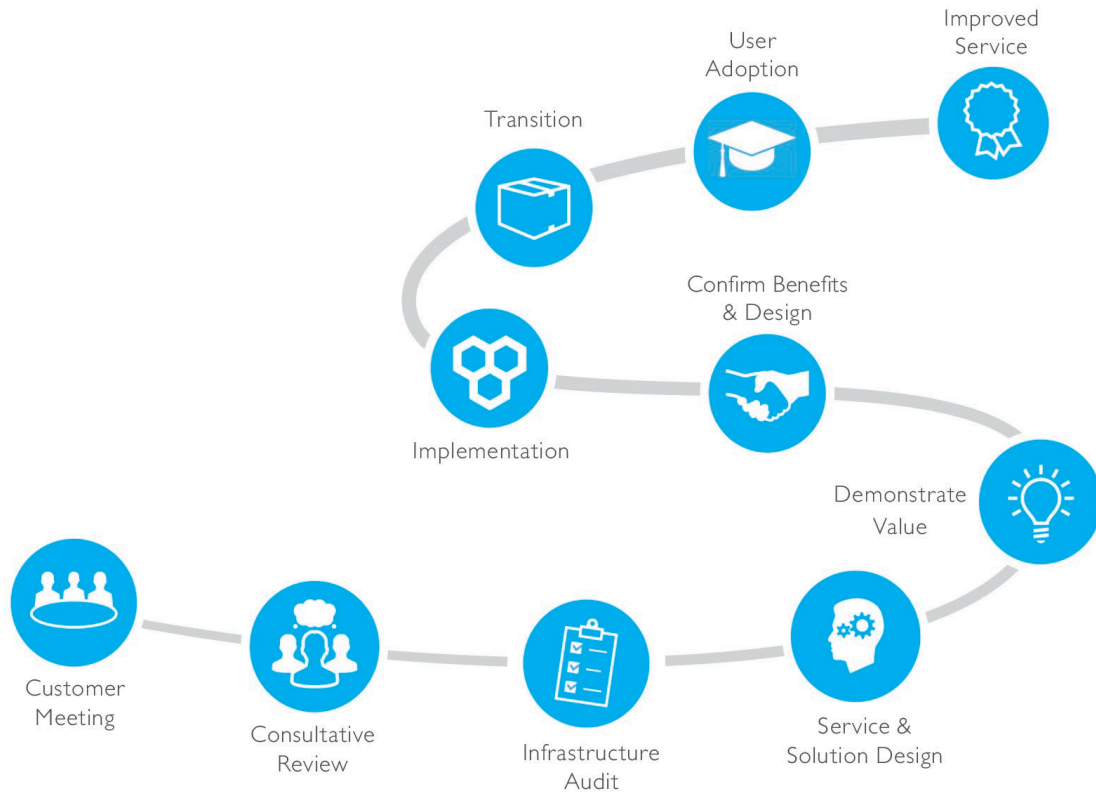 Improved
Service
User
Adoption
Transition
Confirm Benefits
& Design
Implementation
Demonstrate
Value
Customer
Meeting
Consultative
Review
Infrastructure
Audit
Service &
Solution Design